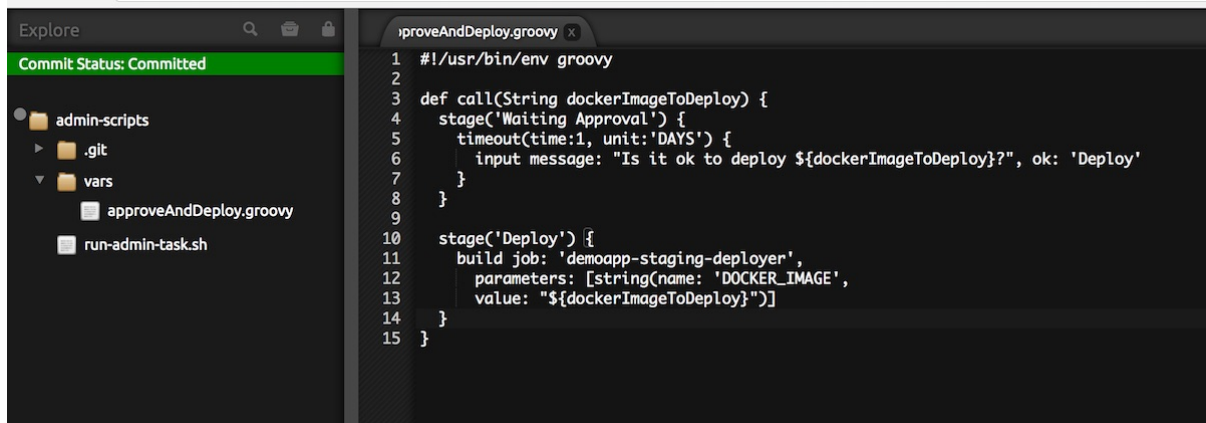 Explore
Commit Status: Committed
admin-scripts
.git
vars
approveAndDeploy.groovy
run-admin-task.sh
proveAndDeploy.groovy x
1 #!/usr/bin/env groovy
2
3 def call(String dockerImageToDeploy) {
4   stage('Waiting Approval') {
5     timeout(time:1, unit:'DAYS') {
6       input message: "Is it ok to deploy ${dockerImageToDeploy}?", ok: 'Deploy'
7     }
8   }
9
10   stage('Deploy') {
11     build job: 'demoapp-staging-deployer',
12       parameters: [string(name: 'DOCKER_IMAGE',
13       value: "${dockerImageToDeploy}")]
14   }
15 }